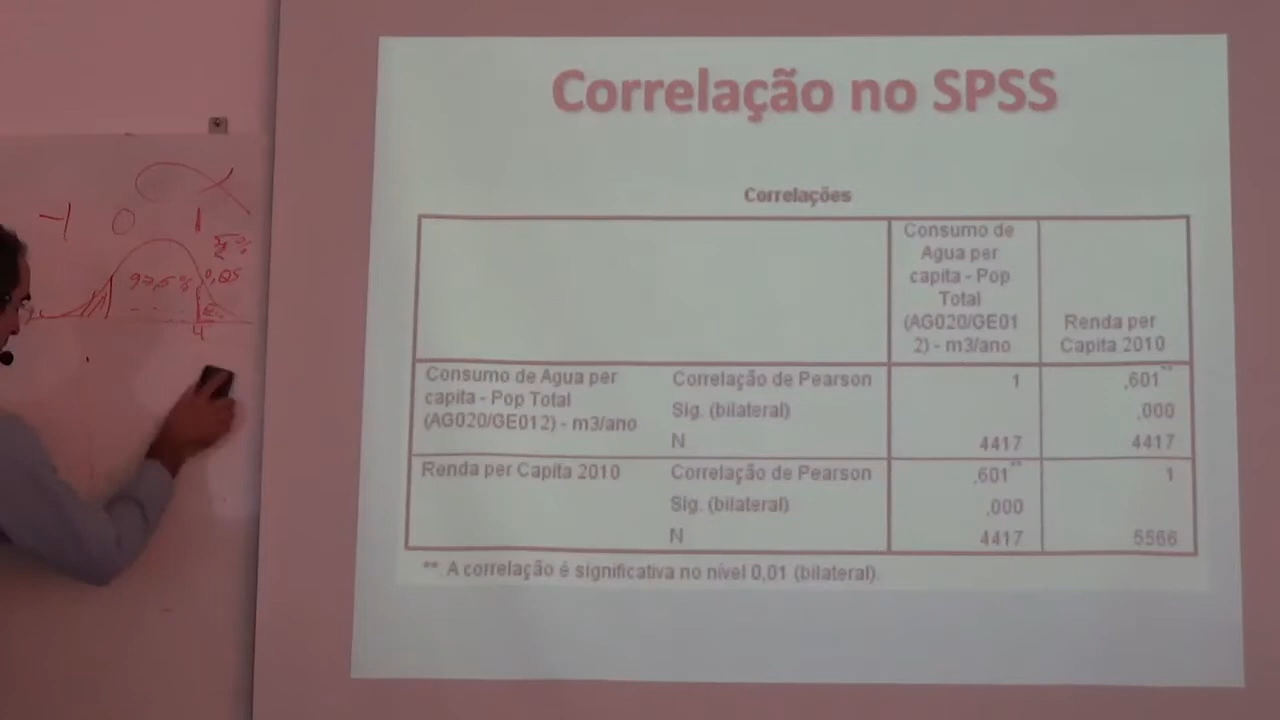 Correlação no SPSS
Correlações
Consumo de
Agua per
capita - Pop
Total
(AG020/GE01
2) - m3/ano
Renda per
Capita 2010
Consumo de Agua per
capita - Pop Total
(AG020/GE012) - m3/ano
Correlação de Pearson 1 ,601**
Sig. (bilateral) ,000
N 4417 4417
Renda per Capita 2010 Correlação de Pearson ,601** 1
Sig. (bilateral) ,000
N 4417 5566
**. A correlação é significativa no nível 0,01 (bilateral).
-1 0 1
97,5%